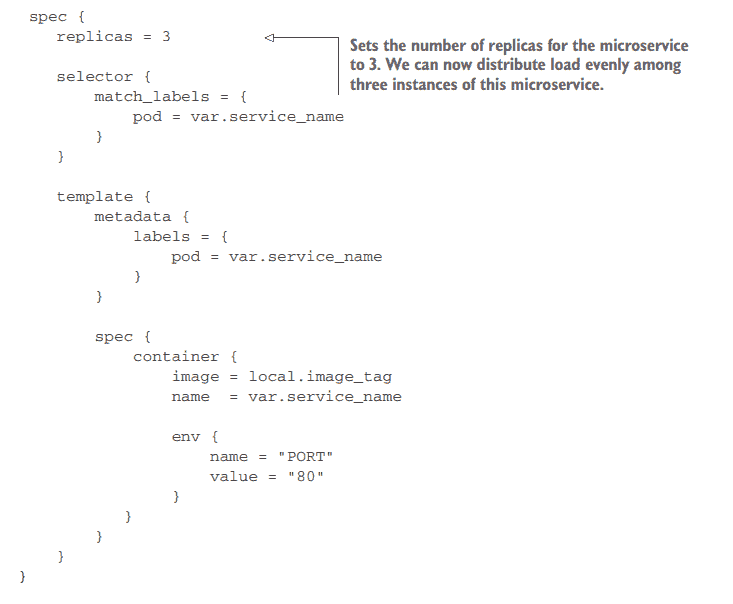 spec {
replicas = 3
Sets the number of replicas for the microservice
to 3. We can now distribute load evenly among
three instances of this microservice.
selector {
match_labels = {
pod = var.service_name
}
}
template {
metadata {
labels = {
pod = var.service_name
}
}
spec {
container {
image = local.image_tag
name  = var.service_name
env {
name = "PORT"
value = "80"
}
}
}
}
}